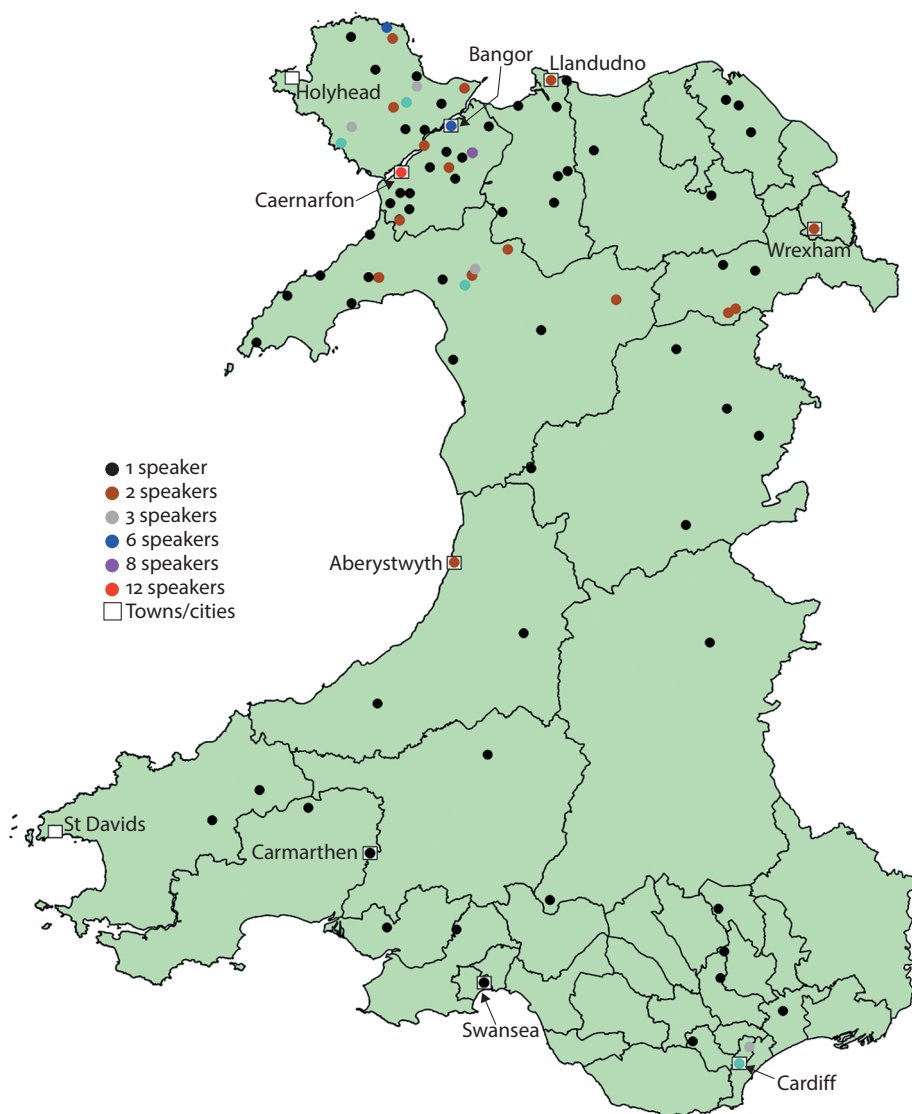 Bangor
Llandudno
Holyhead
Caernarfon
Wrexham
1 speaker
2 speakers
3 speakers
6 speakers
8 speakers
12 speakers
Towns/cities
Aberystwyth
St Davids
Carmarthen
Swansea
Cardiff